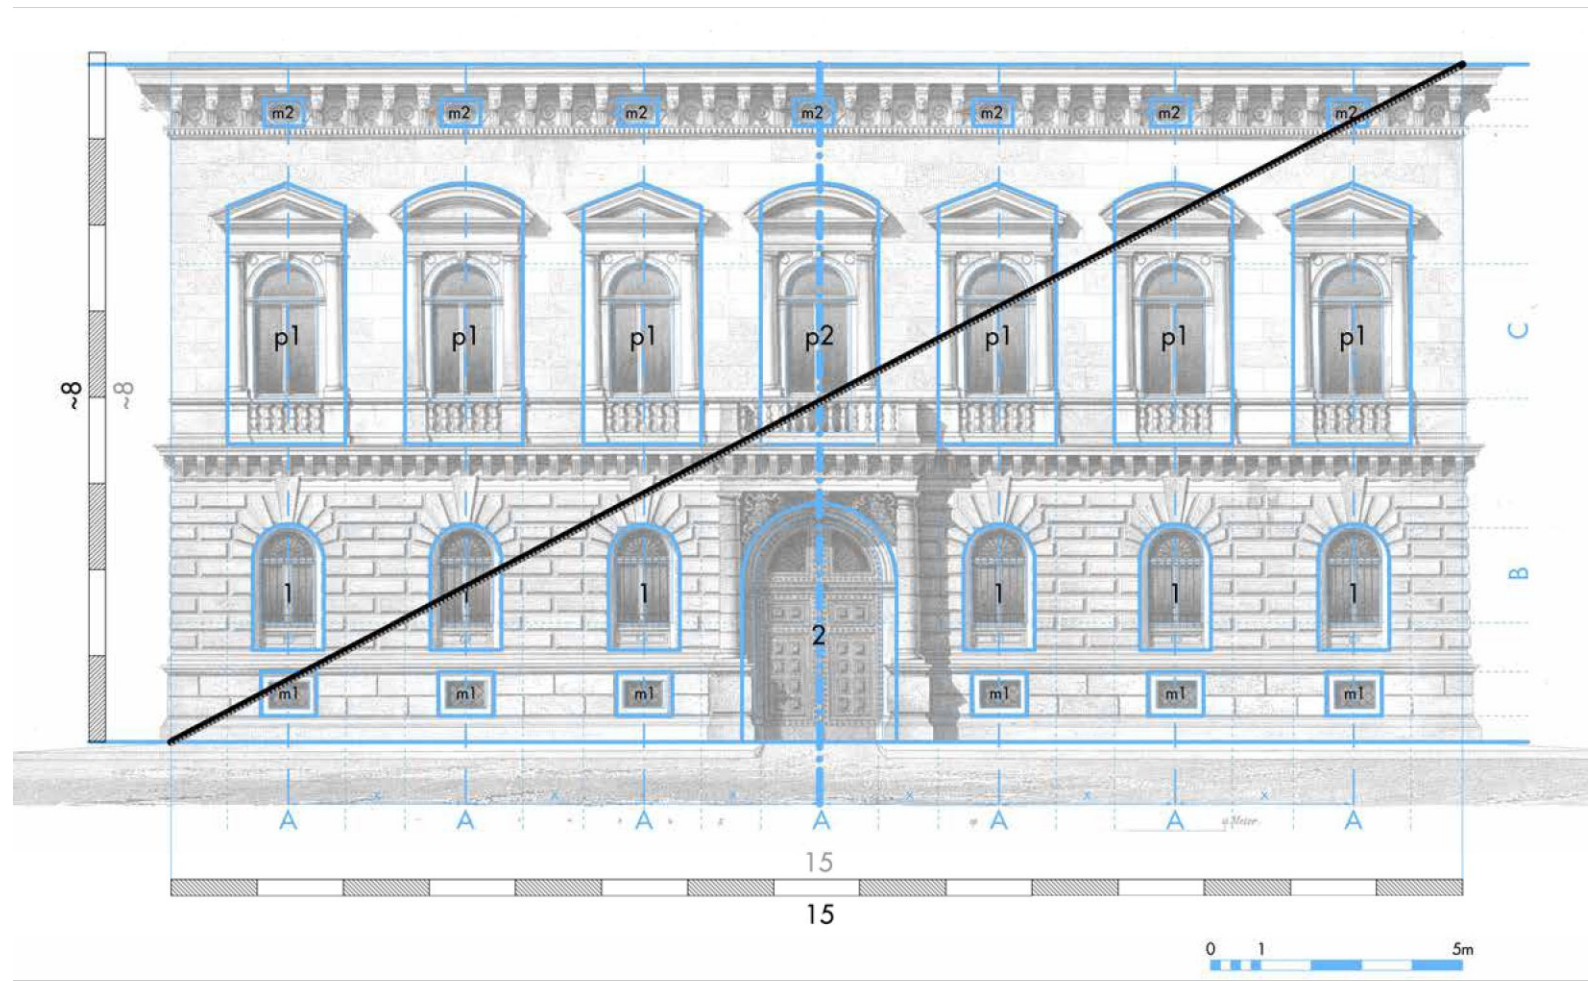 m2 m2 m2 m2 m2 m2 m2
p1 p1 p1 p2 p1 p1 p1
C
~8 ~8
1 1 1 2 1 1 1
B
m1 m1 m1 m1 m1 m1
x x x x x x
A A A A A A A
15
15
0 1 5m